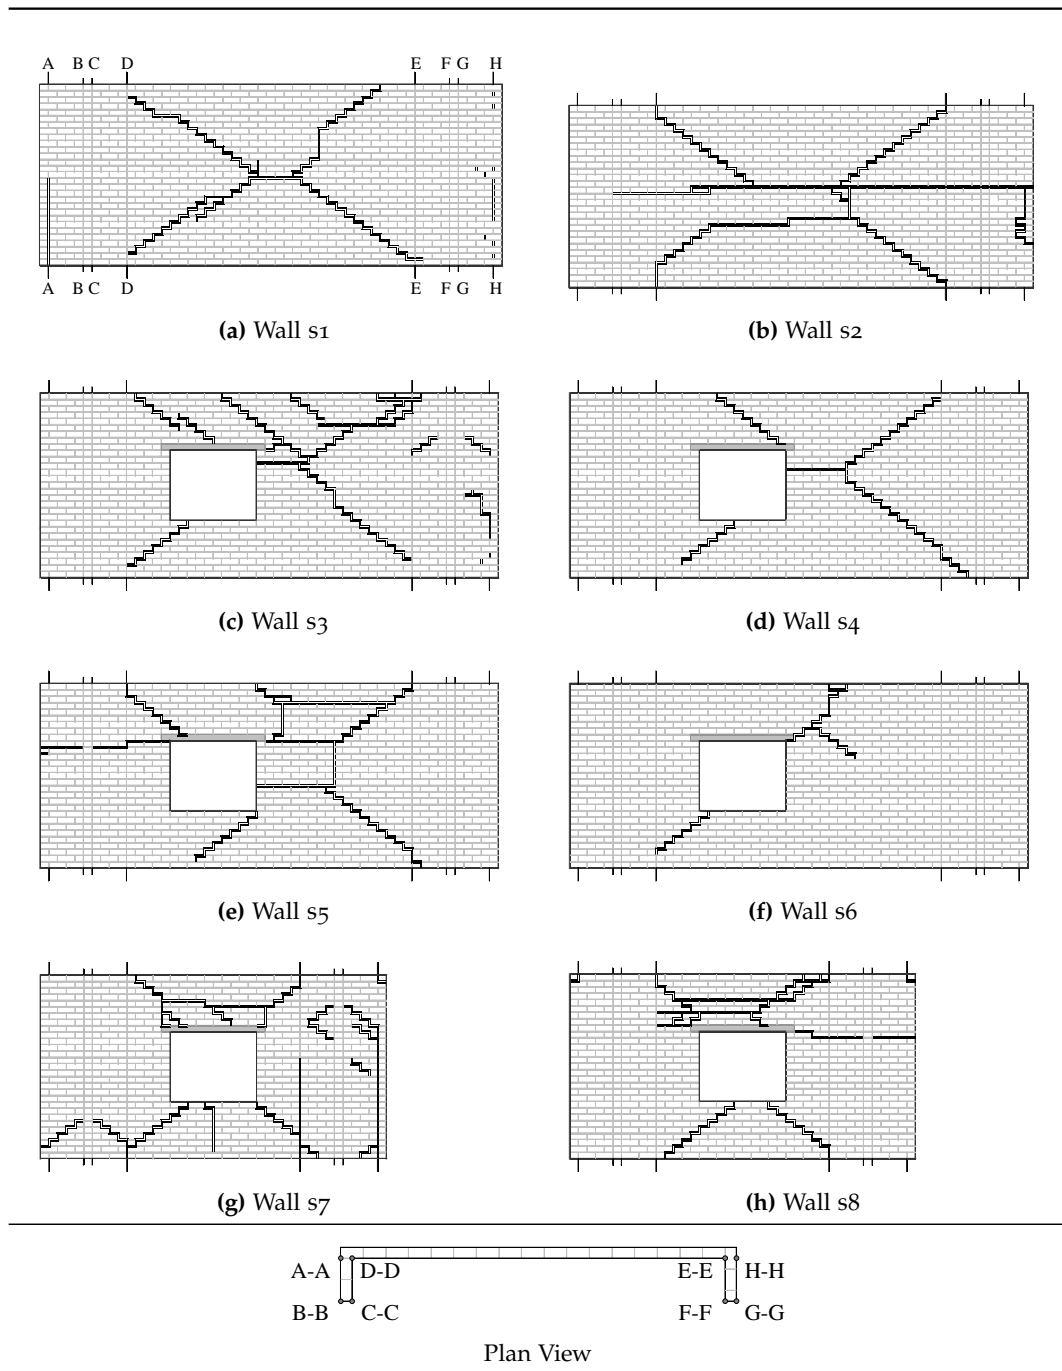 A B C D E F G H
A B C D E F G H
(a) Wall s1
(b) Wall s2
(c) Wall s3
(d) Wall s4
(e) Wall s5
(f) Wall s6
(g) Wall s7
(h) Wall s8
A-A D-D E-E H-H
B-B C-C F-F G-G
Plan View